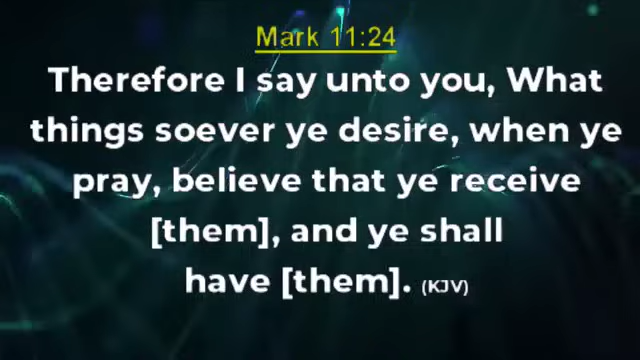 Mark 11:24
Therefore I say unto you, What
things soever ye desire, when ye
pray, believe that ye receive
[them], and ye shall
have [them]. (KJV)